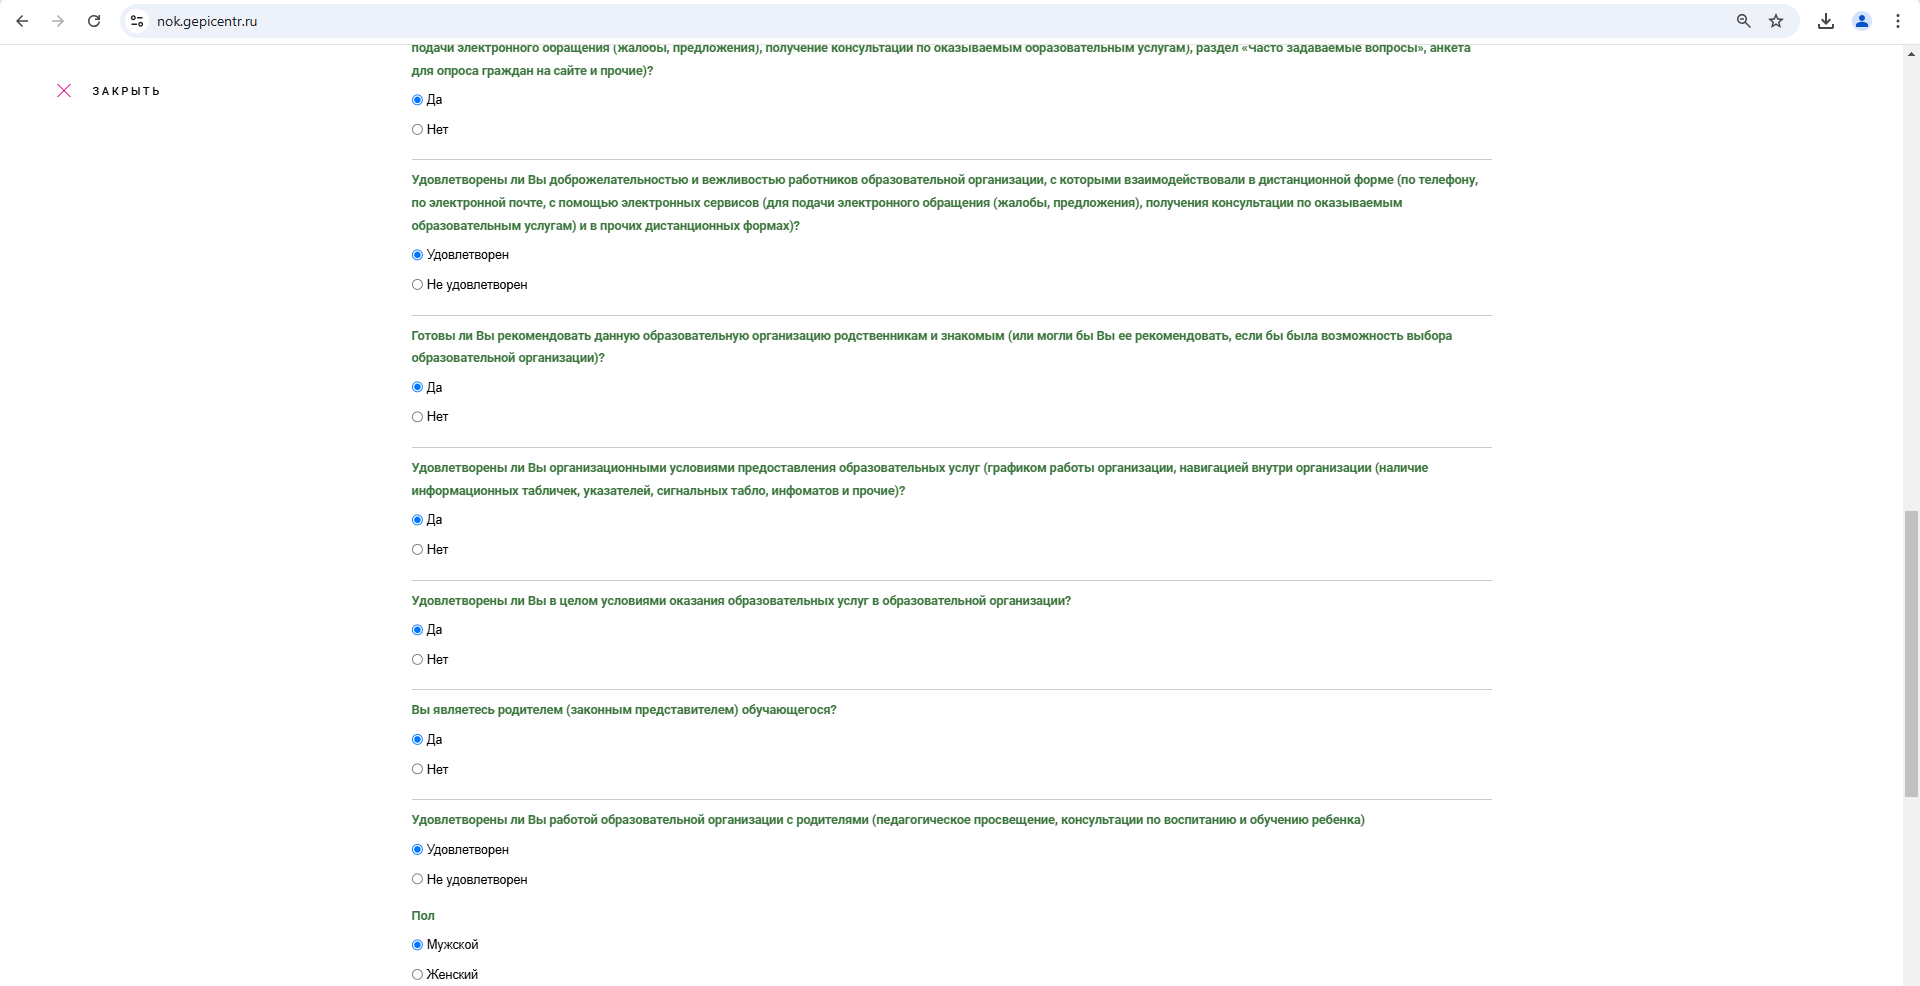 nok.gepicentr.ru
подачи электронного обращения (жалобы, предложения), получение консультации по оказываемым образовательным услугам), раздел «Часто задаваемые вопросы», анкета
для опроса граждан на сайте и прочие)?
ЗАКРЫТЬ
Да
Нет
Удовлетворены ли Вы доброжелательностью и вежливостью работников образовательной организации, с которыми взаимодействовали в дистанционной форме (по телефону,
по электронной почте, с помощью электронных сервисов (для подачи электронного обращения (жалобы, предложения), получения консультации по оказываемым
образовательным услугам) и в прочих дистанционных формах)?
Удовлетворен
Не удовлетворен
Готовы ли Вы рекомендовать данную образовательную организацию родственникам и знакомым (или могли бы Вы ее рекомендовать, если бы была возможность выбора
образовательной организации)?
Да
Нет
Удовлетворены ли Вы организационными условиями предоставления образовательных услуг (графиком работы организации, навигацией внутри организации (наличие
информационных табличек, указателей, сигнальных табло, инфоматов и прочие)?
Да
Нет
Удовлетворены ли Вы в целом условиями оказания образовательных услуг в образовательной организации?
Да
Нет
Вы являетесь родителем (законным представителем) обучающегося?
Да
Нет
Удовлетворены ли Вы работой образовательной организации с родителями (педагогическое просвещение, консультации по воспитанию и обучению ребенка)
Удовлетворен
Не удовлетворен
Пол
Мужской
Женский